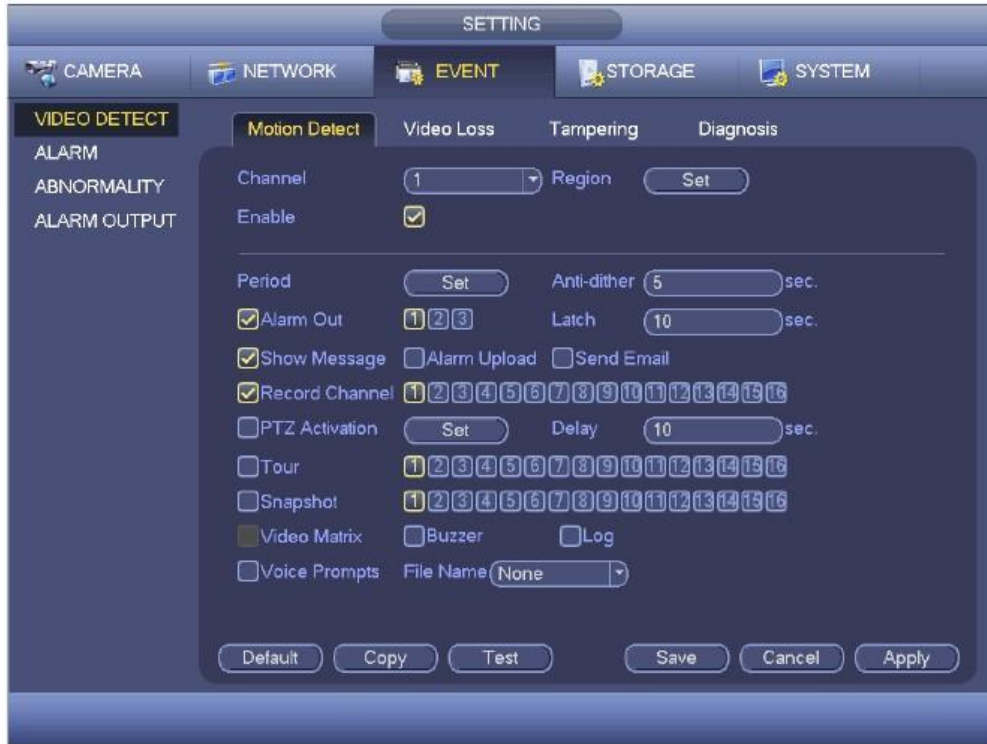 SETTING
CAMERA NETWORK EVENT STORAGE SYSTEM
VIDEO DETECT
ALARM
ABNORMALITY
ALARM OUTPUT
Motion Detect Video Loss Tampering Diagnosis
Channel 1 Region Set
Enable
Period Set Anti-dither 5 sec.
Alarm Out 1 2 3 Latch 10 sec.
Show Message Alarm Upload Send Email
Record Channel 1 2 3 4 5 6 7 8 9 10 11 12 13 14 15 16
PTZ Activation Set Delay 10 sec.
Tour 1 2 3 4 5 6 7 8 9 10 11 12 13 14 15 16
Snapshot 1 2 3 4 5 6 7 8 9 10 11 12 13 14 15 16
Video Matrix Buzzer Log
Voice Prompts File Name None
Default Copy Test Save Cancel Apply